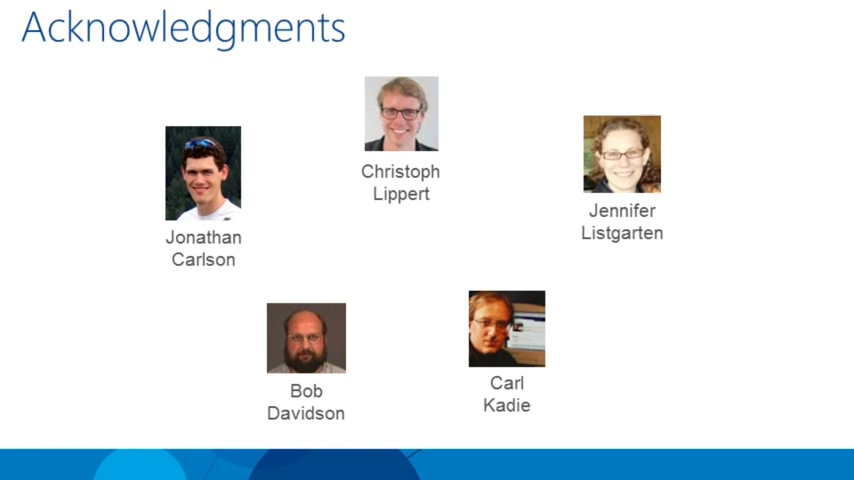 Acknowledgments
Christoph
Lippert
Jonathan
Carlson
Jennifer
Listgarten
Bob
Davidson
Carl
Kadie